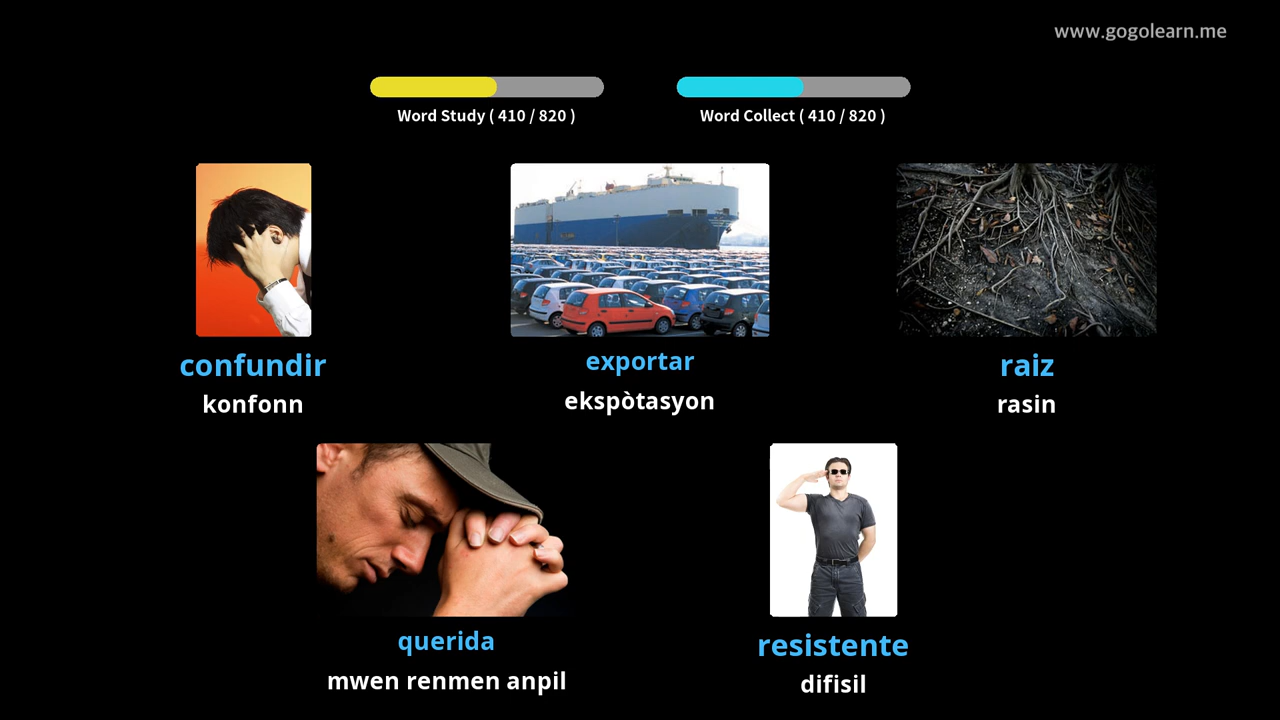 www.gogolearn.me
Word Study ( 410 / 820 )
Word Collect ( 410 / 820 )
confundir
konfonn
exportar
ekspòtasyon
raiz
rasin
querida
mwen renmen anpil
resistente
difisil